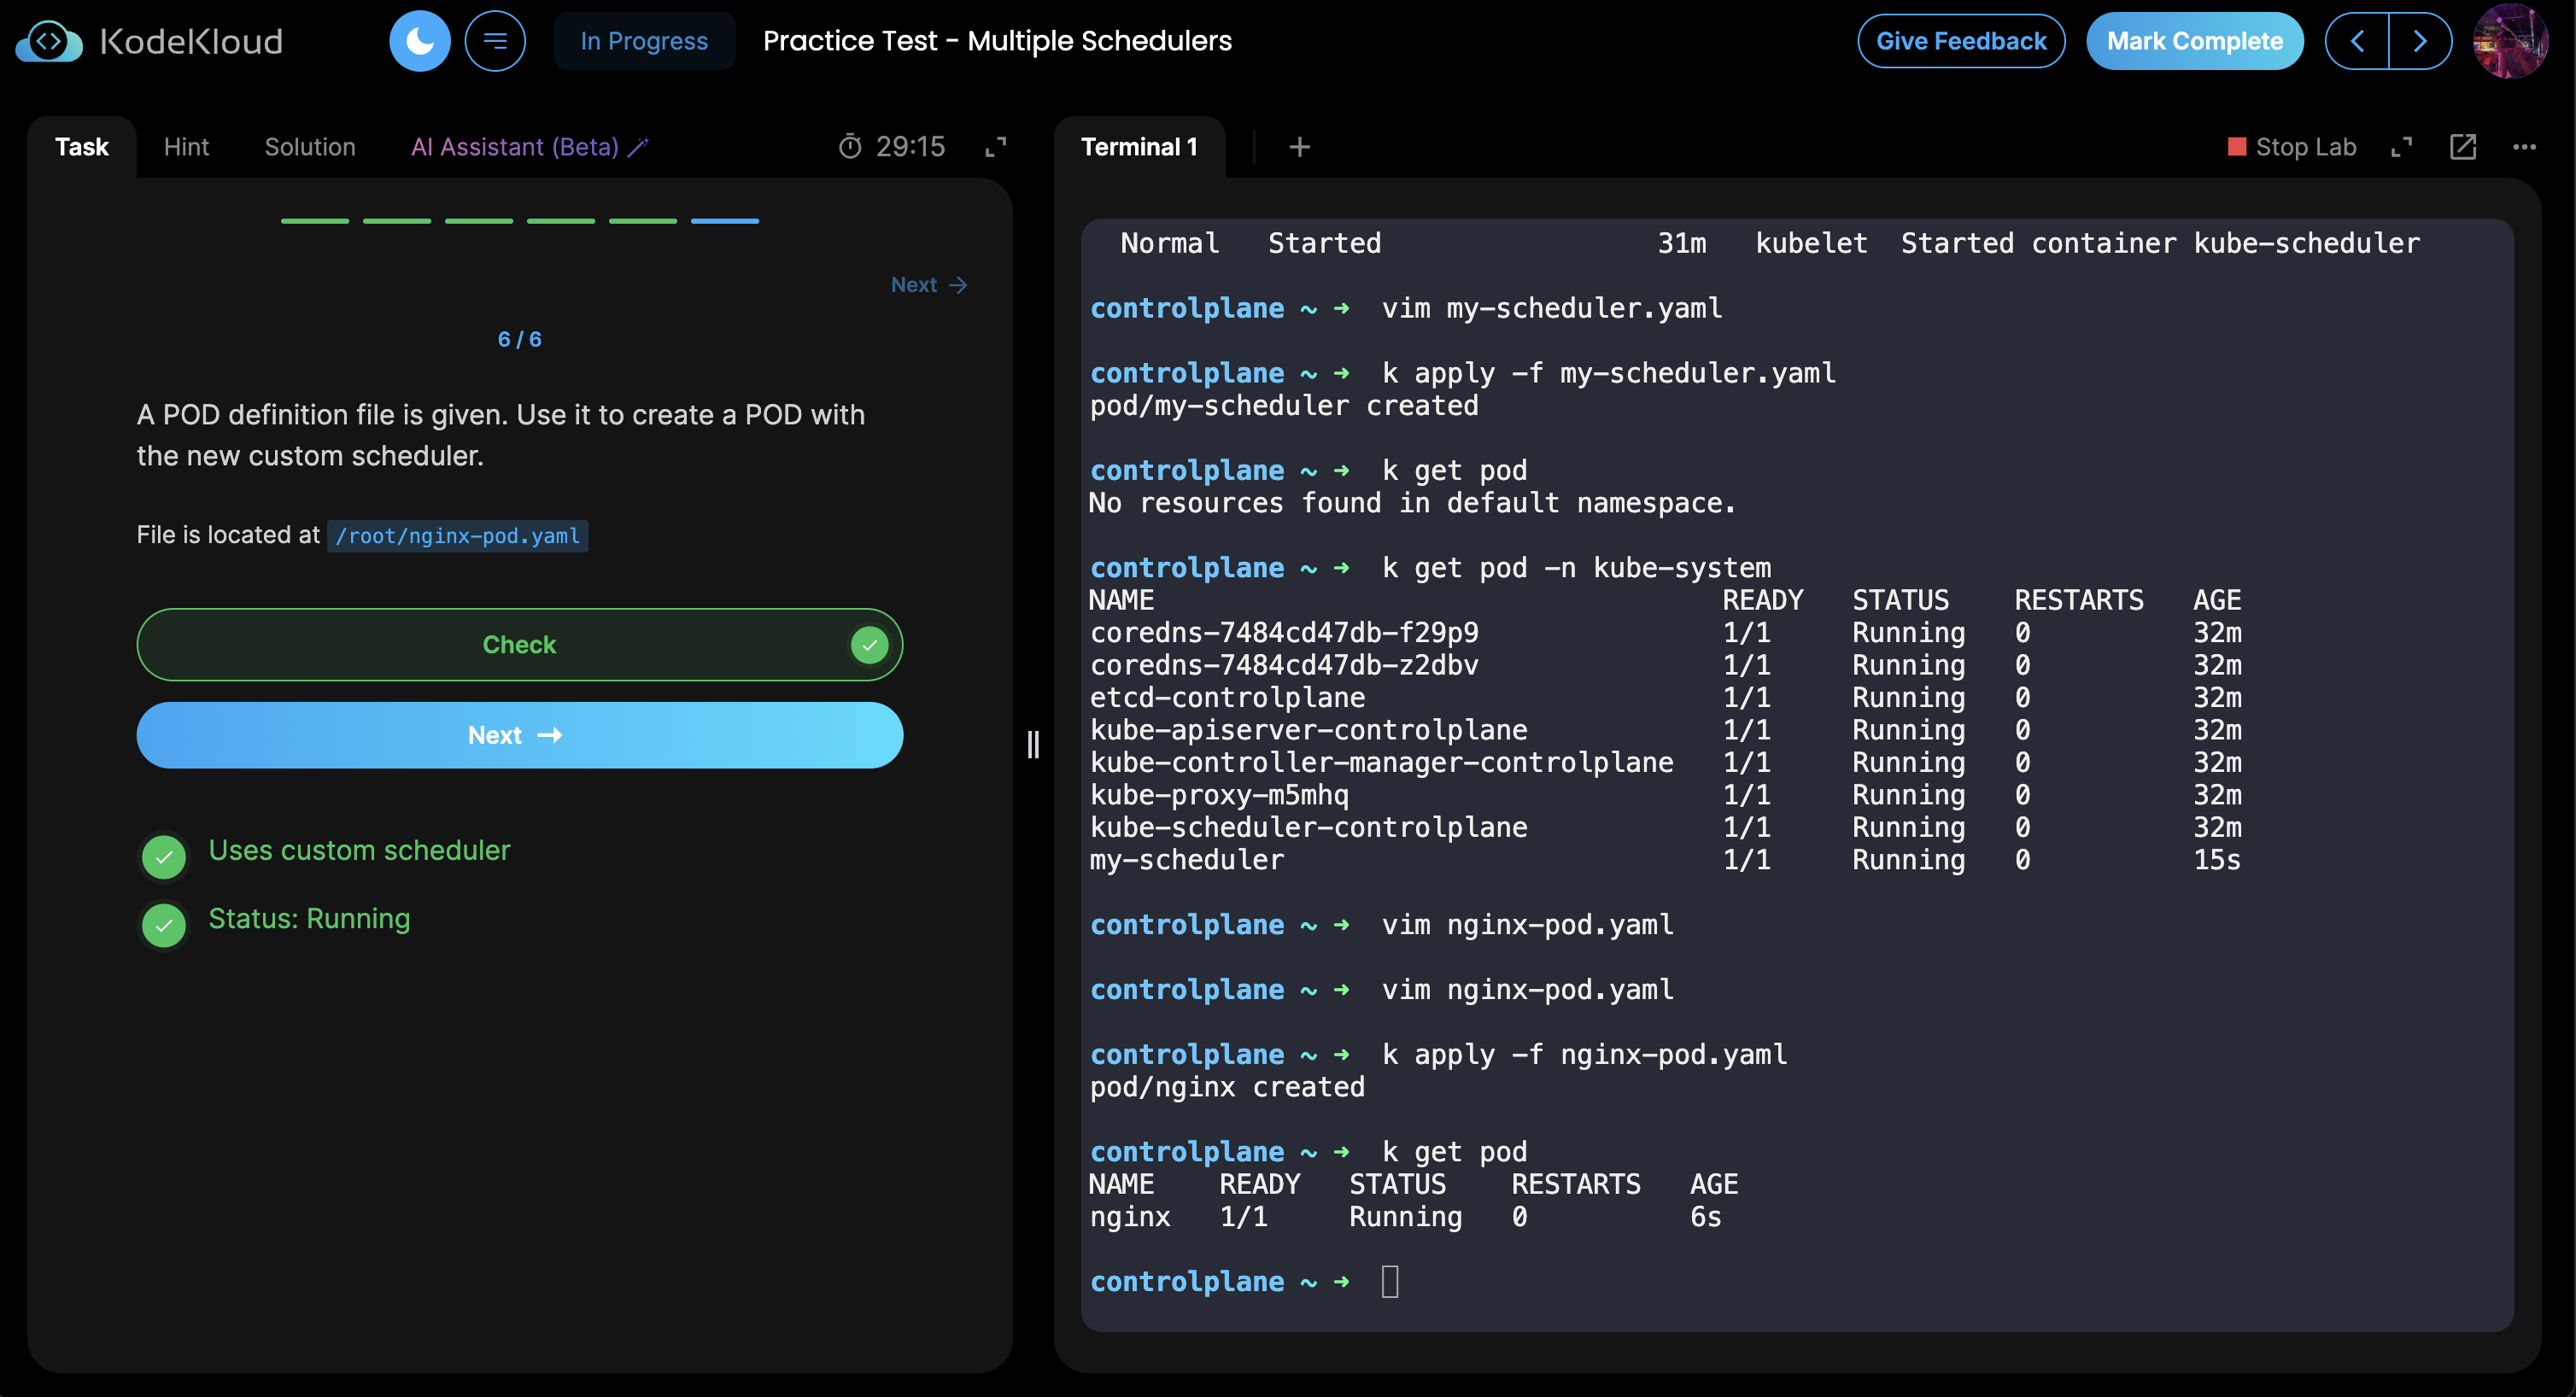 KodeKloud
In Progress
Practice Test - Multiple Schedulers
Give Feedback
Mark Complete
Task
Hint
Solution
AI Assistant (Beta)
29:15
Next →
6 / 6
A POD definition file is given. Use it to create a POD with
the new custom scheduler.
File is located at /root/nginx-pod.yaml
Check
Next →
Uses custom scheduler
Status: Running
Terminal 1
+
Stop Lab
Normal   Started                 31m   kubelet  Started container kube-scheduler
controlplane ~ ➜  vim my-scheduler.yaml
controlplane ~ ➜  k apply -f my-scheduler.yaml
pod/my-scheduler created
controlplane ~ ➜  k get pod
No resources found in default namespace.
controlplane ~ ➜  k get pod -n kube-system
NAME                                   READY   STATUS    RESTARTS   AGE
coredns-7484cd47db-f29p9               1/1     Running   0          32m
coredns-7484cd47db-z2dbv               1/1     Running   0          32m
etcd-controlplane                      1/1     Running   0          32m
kube-apiserver-controlplane            1/1     Running   0          32m
kube-controller-manager-controlplane   1/1     Running   0          32m
kube-proxy-m5mhq                       1/1     Running   0          32m
kube-scheduler-controlplane            1/1     Running   0          32m
my-scheduler                           1/1     Running   0          15s
controlplane ~ ➜  vim nginx-pod.yaml
controlplane ~ ➜  vim nginx-pod.yaml
controlplane ~ ➜  k apply -f nginx-pod.yaml
pod/nginx created
controlplane ~ ➜  k get pod
NAME    READY   STATUS    RESTARTS   AGE
nginx   1/1     Running   0          6s
controlplane ~ ➜